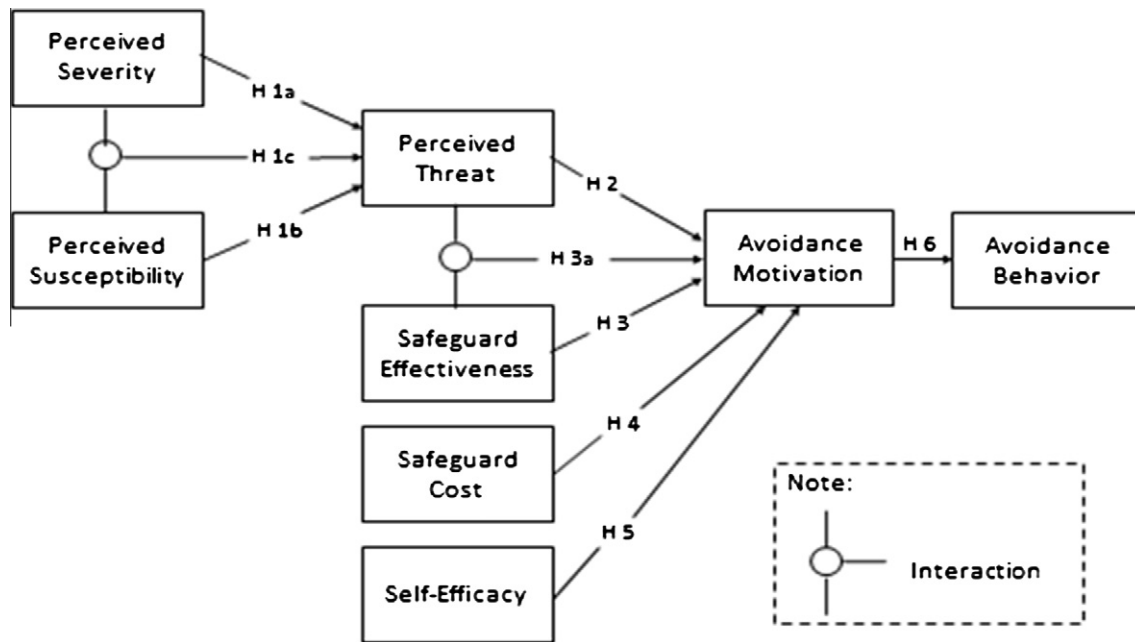 Perceived
Severity
H 1a
H 1c
H 1b
Perceived
Susceptibility
Perceived
Threat
H 2
H 3a
H 3
Safeguard
Effectiveness
Safeguard
Cost
H 4
Self-Efficacy
H 5
Avoidance
Motivation
H 6
Avoidance
Behavior
Note:
Interaction